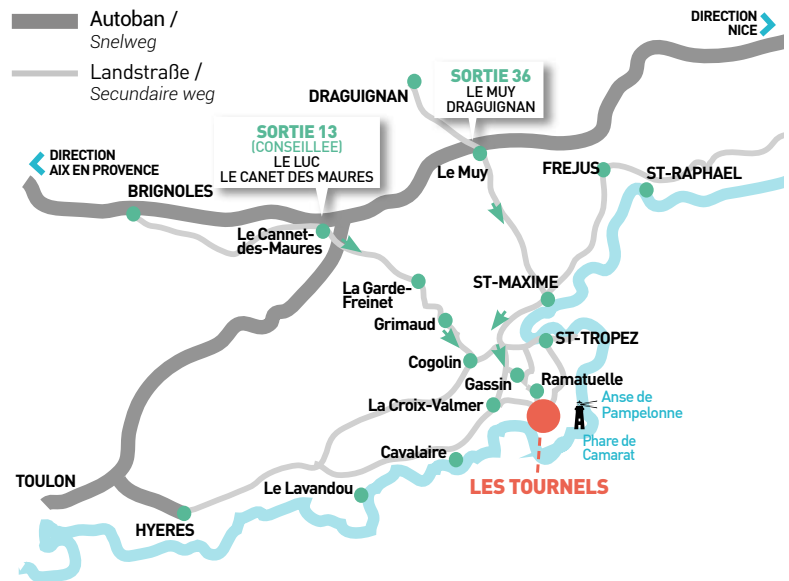 Autoban /
Snelweg
Landstraße /
Secundaire weg
DIRECTION
NICE
SORTIE 36
LE MUY
DRAGUIGNAN
DRAGUIGNAN
SORTIE 13
(CONSEILLEE)
LE LUC
LE CANET DES MAURES
DIRECTION
AIX EN PROVENCE
BRIGNOLES
Le Muy
FREJUS
ST-RAPHAEL
Le Cannet-
des-Maures
La Garde-
Freinet
ST-MAXIME
Grimaud
ST-TROPEZ
Cogolin
Gassin
Ramatuelle
La Croix-Valmer
Anse de
Pampelonne
Phare de
Camarat
Cavalaire
TOULON
Le Lavandou
LES TOURNELS
HYERES